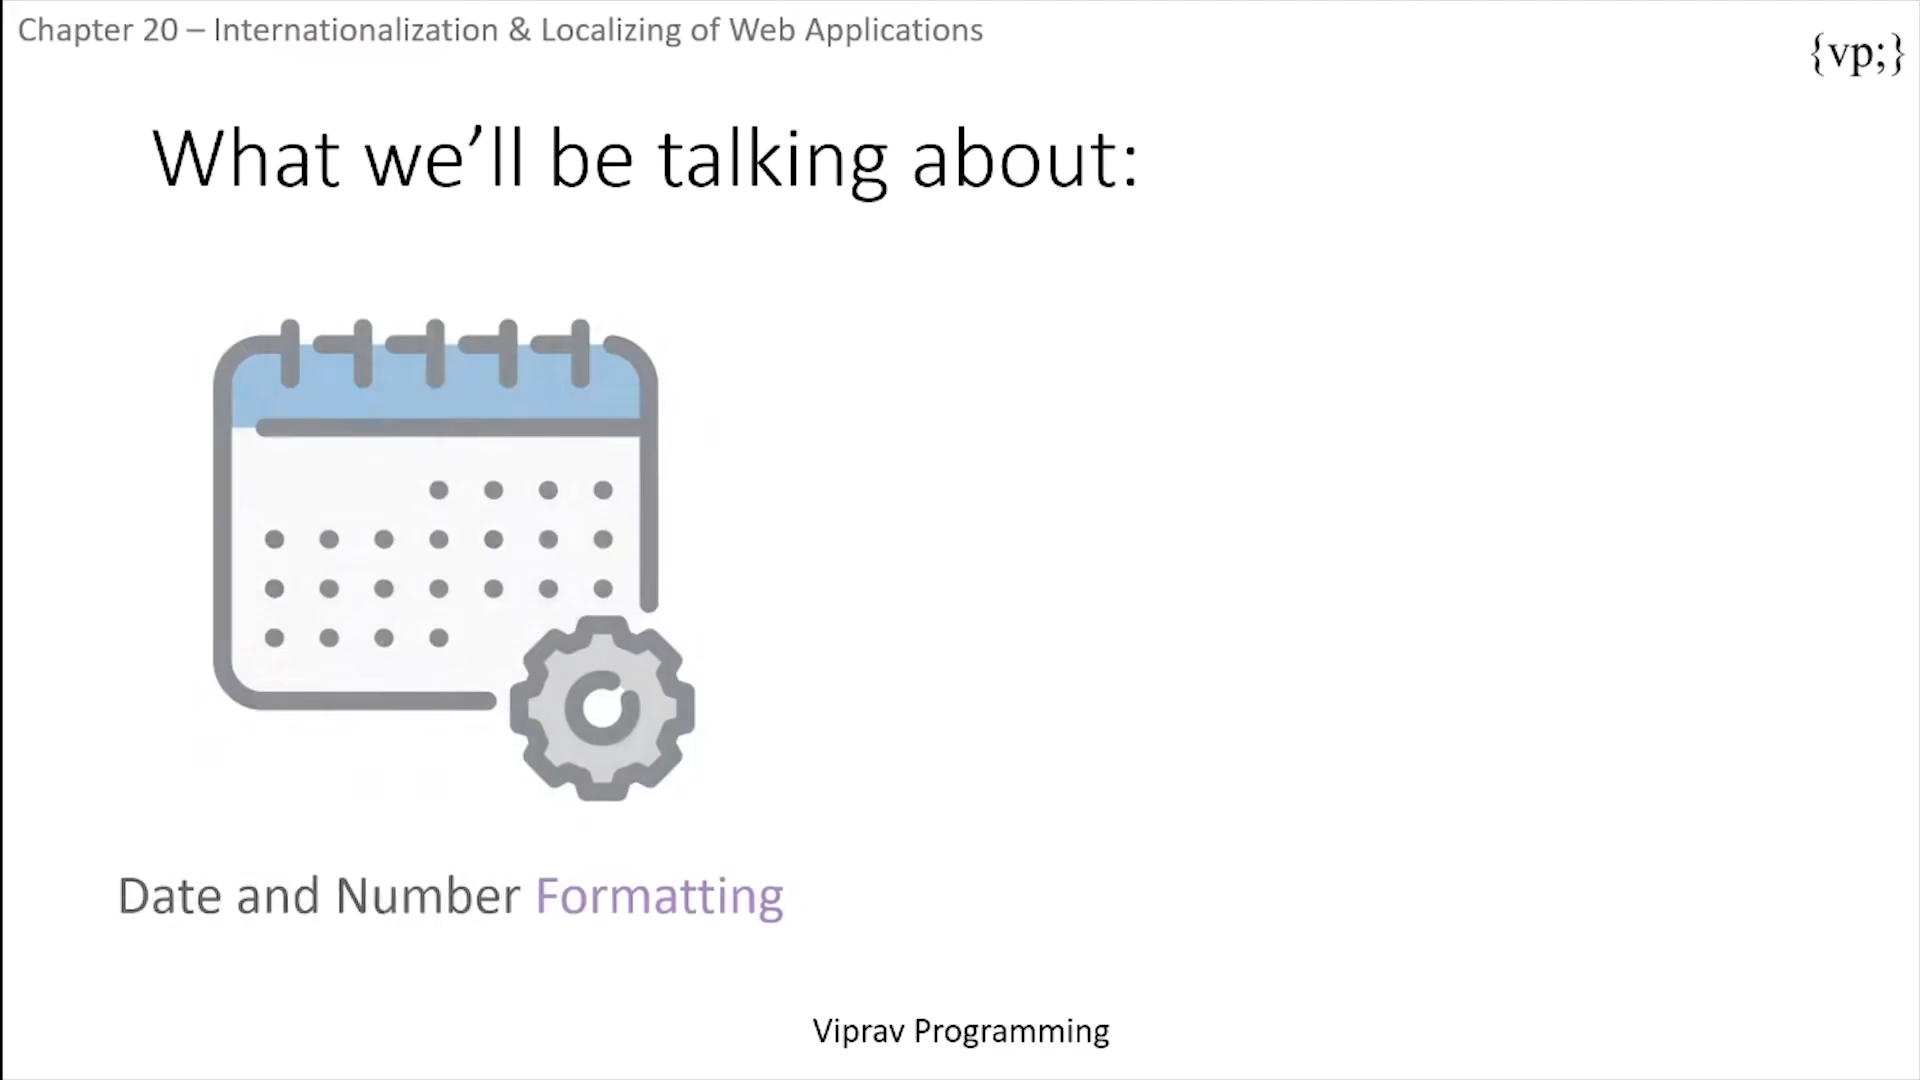 Chapter 20 – Internationalization & Localizing of Web Applications
{vp;}
What we’ll be talking about:
Date and Number Formatting
Viprav Programming